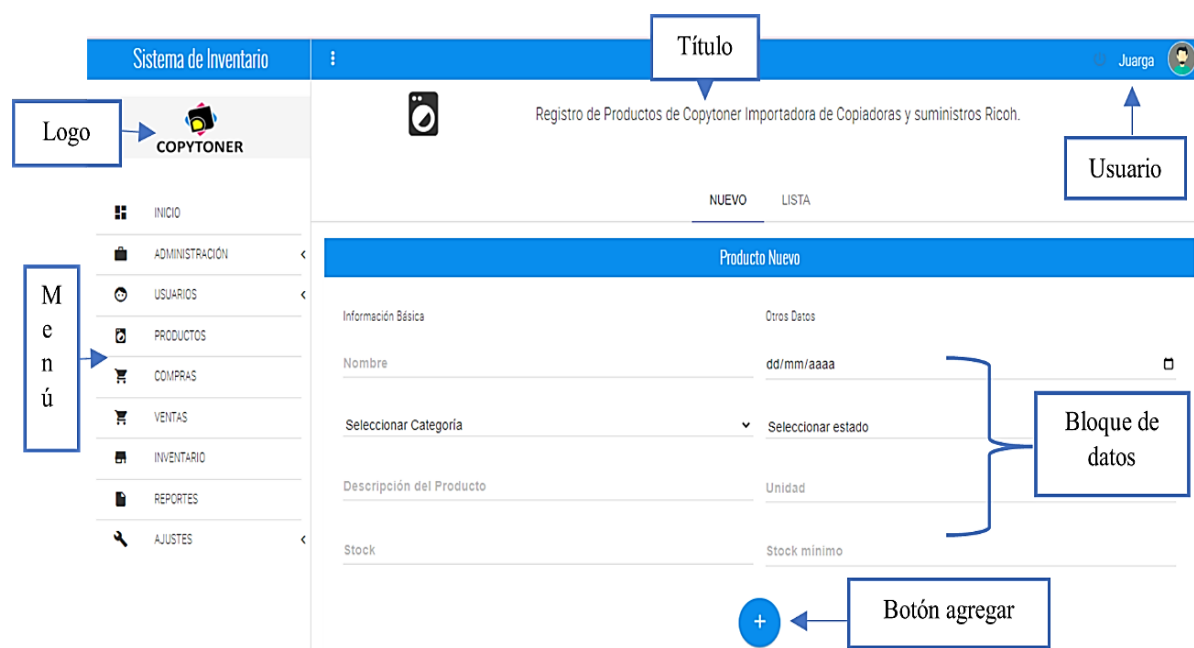 Sistema de Inventario
Título
Juarga
Logo
COPYTONER
Registro de Productos de Copytoner Importadora de Copiadoras y suministros Ricoh.
Usuario
NUEVO LISTA
Menú
INICIO
ADMINISTRACIÓN
USUARIOS
PRODUCTOS
COMPRAS
VENTAS
INVENTARIO
REPORTES
AJUSTES
Producto Nuevo
Información Básica
Otros Datos
Nombre
dd/mm/aaaa
Seleccionar Categoría
Seleccionar estado
Descripción del Producto
Unidad
Stock
Stock mínimo
Bloque de
datos
+
Botón agregar